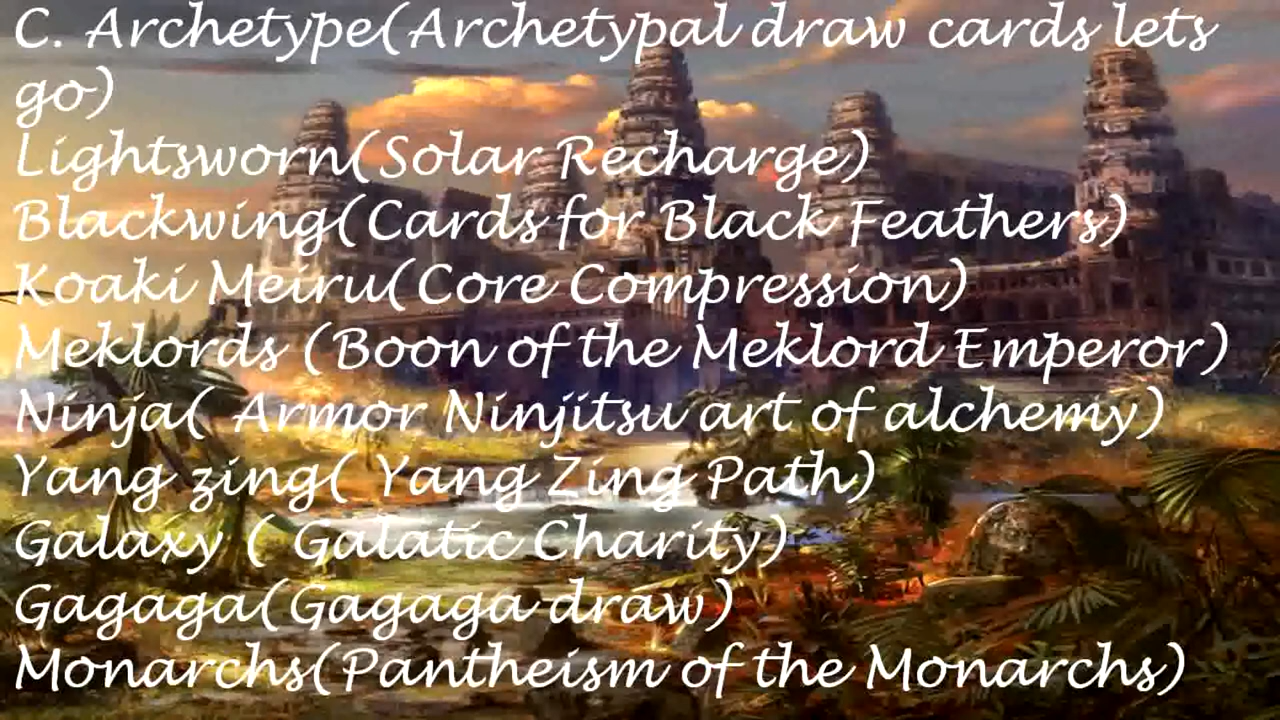 C. Archetype(Archetypal draw cards lets
go)
Lightsworn(Solar Recharge)
Blackwing(Cards for Black Feathers)
Koaki Meiru(Core Compression)
Meklords (Boon of the Meklord Emperor)
Ninja( Armor Ninjitsu art of alchemy)
Yang zing( Yang Zing Path)
Galaxy ( Galatic Charity)
Gagaga(Gagaga draw)
Monarchs(Pantheism of the Monarchs)